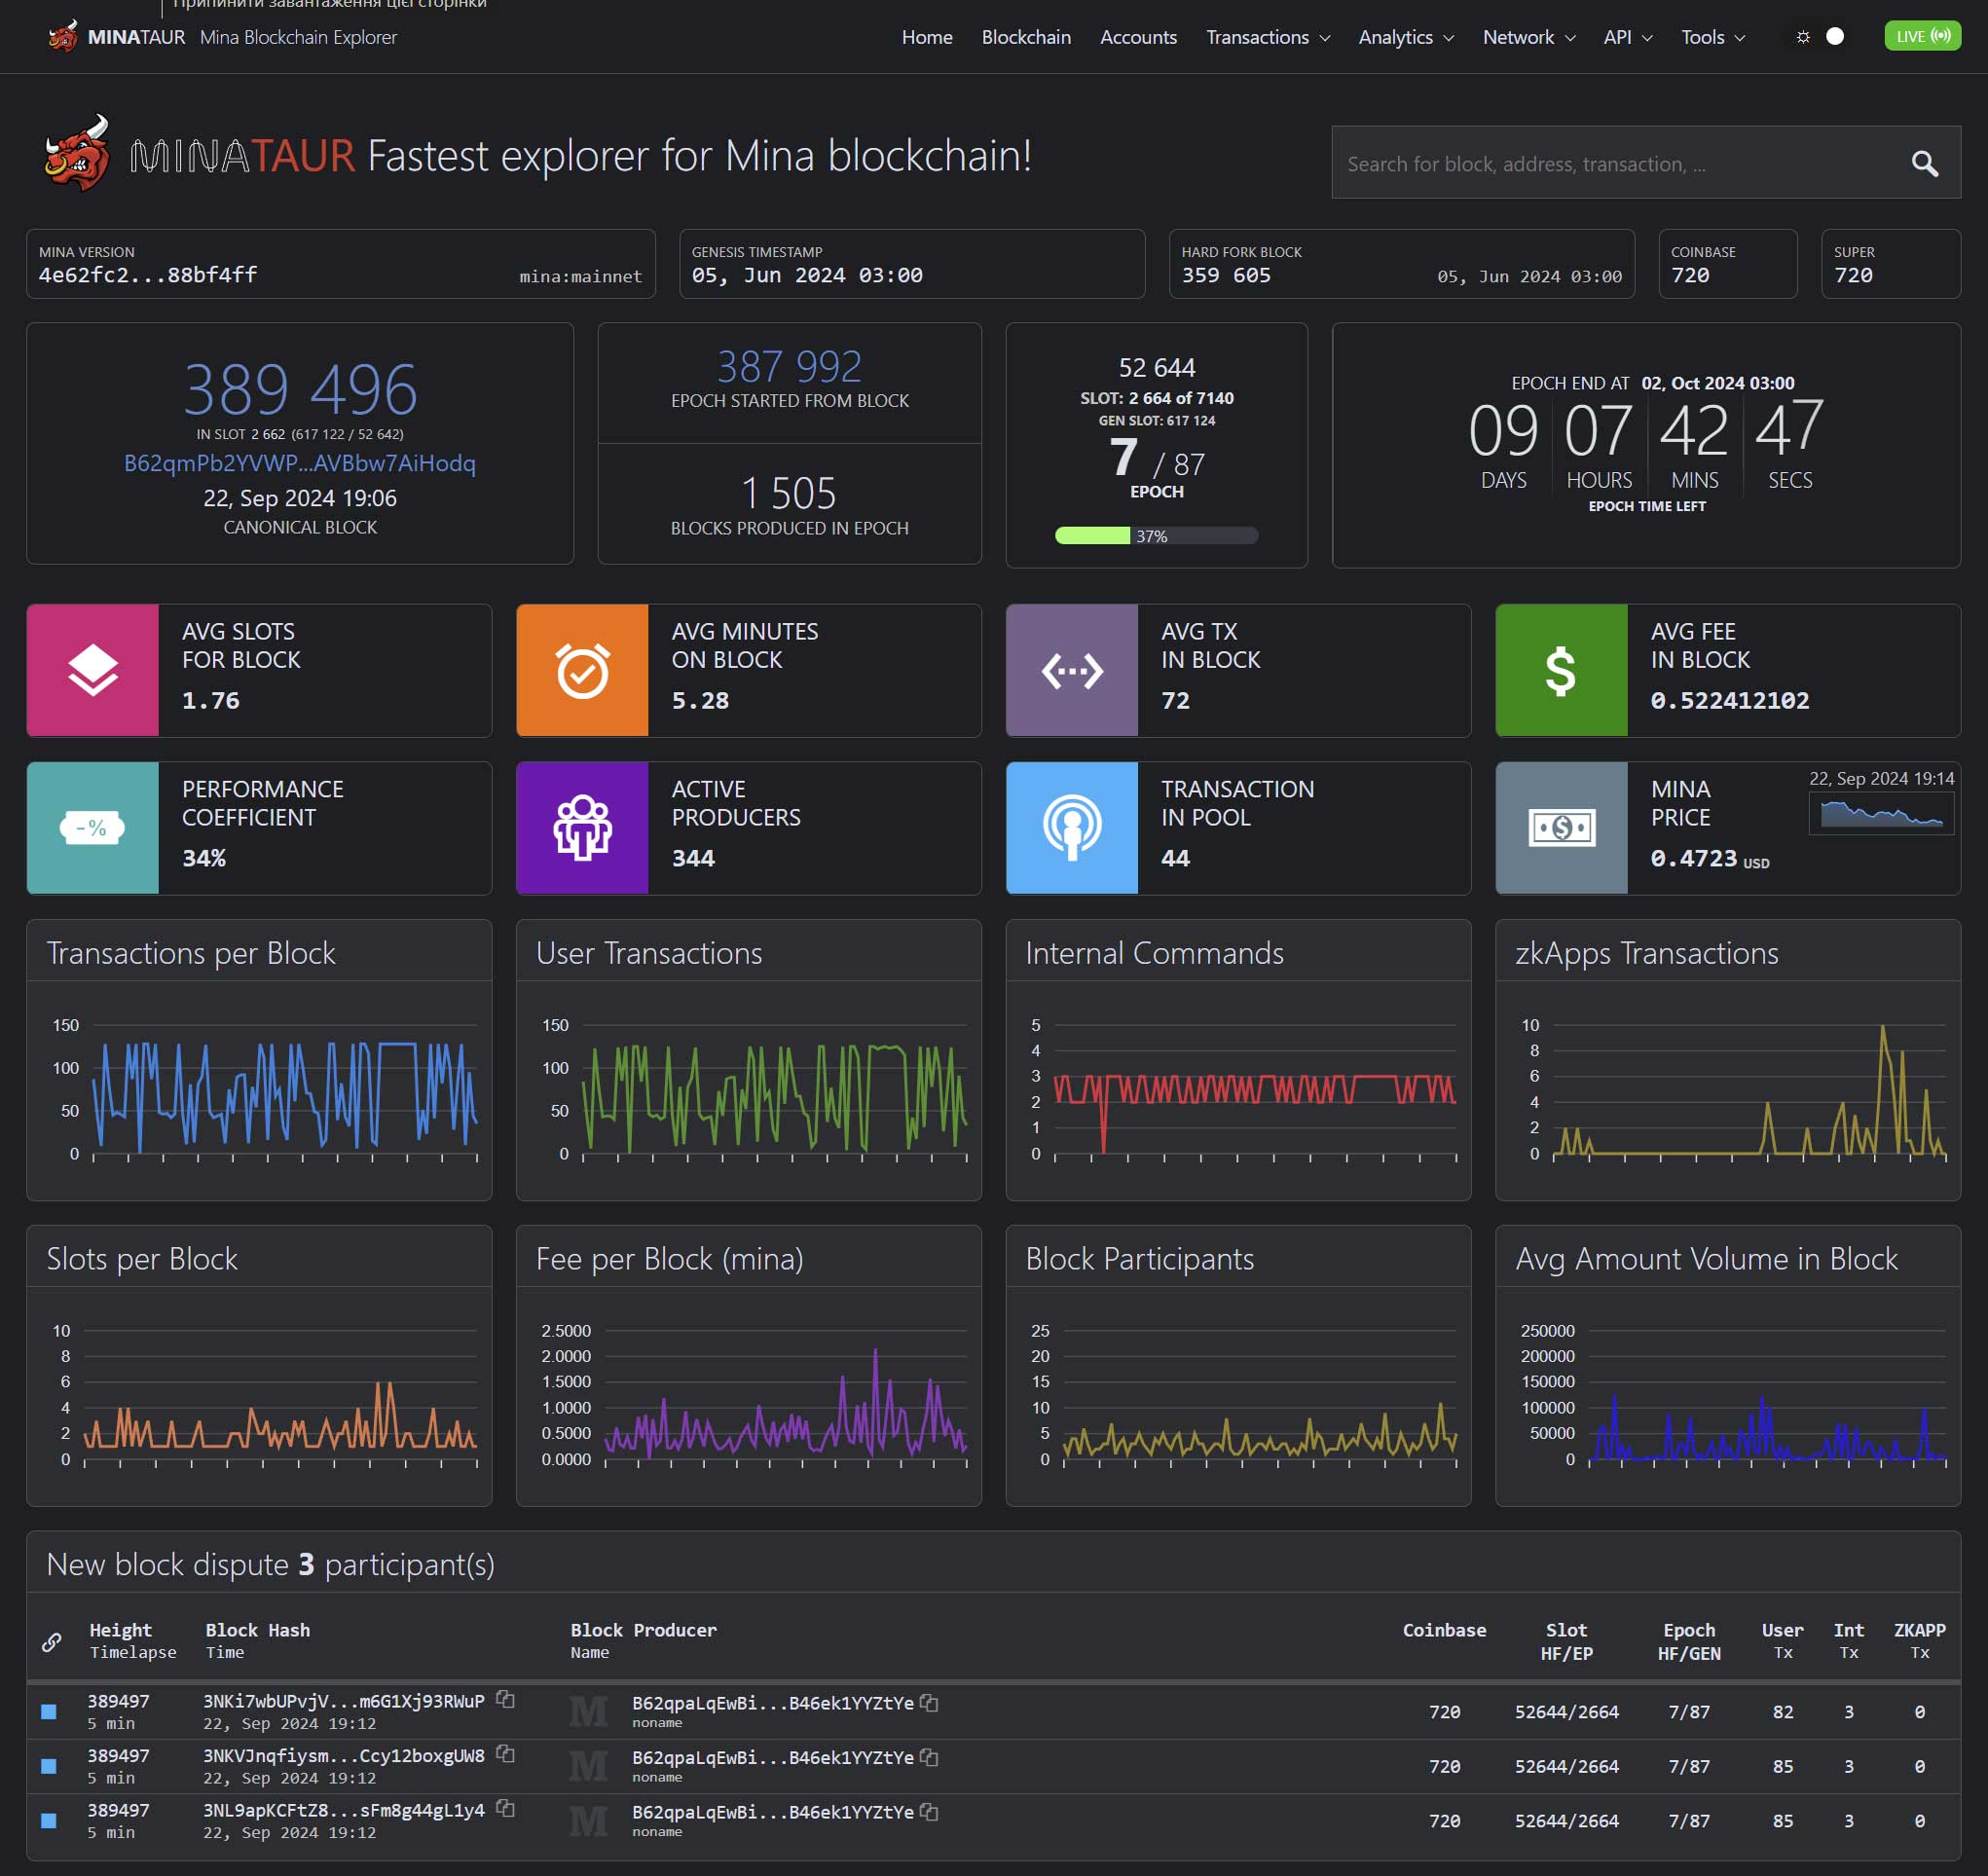 Припинити завантаження цієї сторінки
MINATAUR Mina Blockchain Explorer
Home Blockchain Accounts Transactions Analytics Network API Tools LIVE
MINATAUR Fastest explorer for Mina blockchain!
Search for block, address, transaction, ...
MINA VERSION
4e62fc2...88bf4ff mina:mainnet
GENESIS TIMESTAMP
05, Jun 2024 03:00
HARD FORK BLOCK
359 605 05, Jun 2024 03:00
COINBASE
720
SUPER
720
389 496
IN SLOT 2 662 (617 122 / 52 642)
B62qmPb2YVWP...AVBbw7AiHodq
22, Sep 2024 19:06
CANONICAL BLOCK
387 992
EPOCH STARTED FROM BLOCK
1 505
BLOCKS PRODUCED IN EPOCH
52 644
SLOT: 2 664 of 7140
GEN SLOT: 617 124
7 / 87
EPOCH
37%
EPOCH END AT 02, Oct 2024 03:00
09 07 42 47
DAYS HOURS MINS SECS
EPOCH TIME LEFT
AVG SLOTS
FOR BLOCK
1.76
AVG MINUTES
ON BLOCK
5.28
AVG TX
IN BLOCK
72
AVG FEE
IN BLOCK
0.522412102
-%
PERFORMANCE
COEFFICIENT
34%
ACTIVE
PRODUCERS
344
TRANSACTION
IN POOL
44
MINA
PRICE
0.4723 USD
22, Sep 2024 19:14
Transactions per Block
150
100
50
0
User Transactions
150
100
50
0
Internal Commands
5
4
3
2
1
0
zkApps Transactions
10
8
6
4
2
0
Slots per Block
10
8
6
4
2
0
Fee per Block (mina)
2.5000
2.0000
1.5000
1.0000
0.5000
0.0000
Block Participants
25
20
15
10
5
0
Avg Amount Volume in Block
250000
200000
150000
100000
50000
0
New block dispute 3 participant(s)
Height Block Hash Block Producer Coinbase Slot Epoch User Int ZKAPP
Timelapse Time Name HF/EP HF/GEN Tx Tx Tx
389497 3NKi7wbUPvjV...m6G1Xj93RWuP B62qpaLqEwBi...B46ek1YYZtYe 720 52644/2664 7/87 82 3 0
5 min 22, Sep 2024 19:12 noname
389497 3NKVJnqfiysm...Ccy12boxgUW8 B62qpaLqEwBi...B46ek1YYZtYe 720 52644/2664 7/87 85 3 0
5 min 22, Sep 2024 19:12 noname
389497 3NL9apKCFtZ8...sFm8g44gL1y4 B62qpaLqEwBi...B46ek1YYZtYe 720 52644/2664 7/87 85 3 0
5 min 22, Sep 2024 19:12 noname